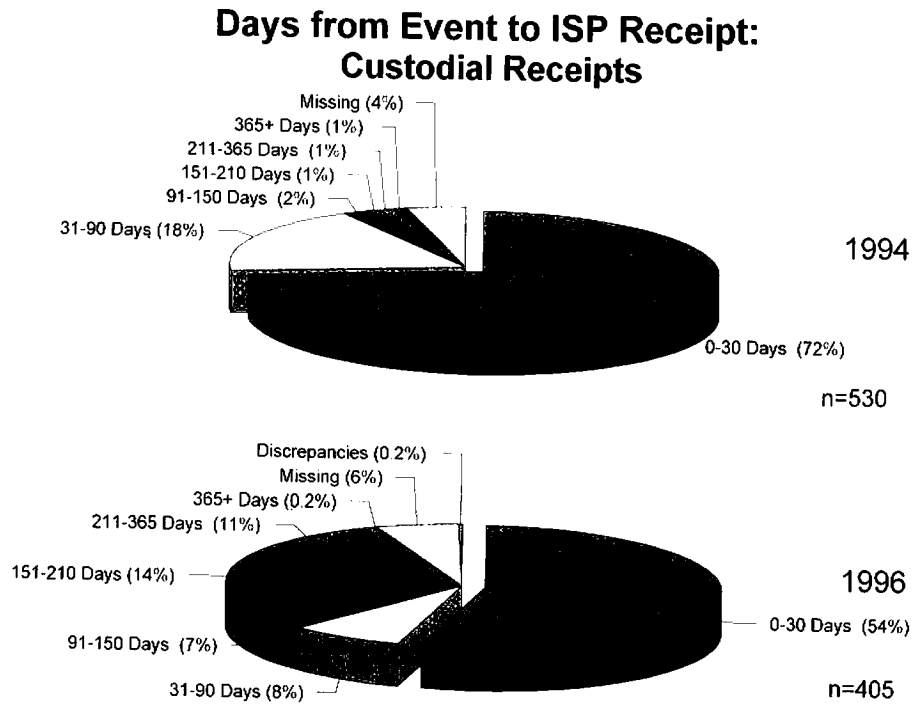 Days from Event to ISP Receipt:
Custodial Receipts
Missing (4%)
365+ Days (1%)
211-365 Days (1%)
151-210 Days (1%)
91-150 Days (2%)
31-90 Days (18%)
1994
0-30 Days (72%)
n=530
Discrepancies (0.2%)
Missing (6%)
365+ Days (0.2%)
211-365 Days (11%)
151-210 Days (14%)
1996
0-30 Days (54%)
91-150 Days (7%)
31-90 Days (8%)
n=405